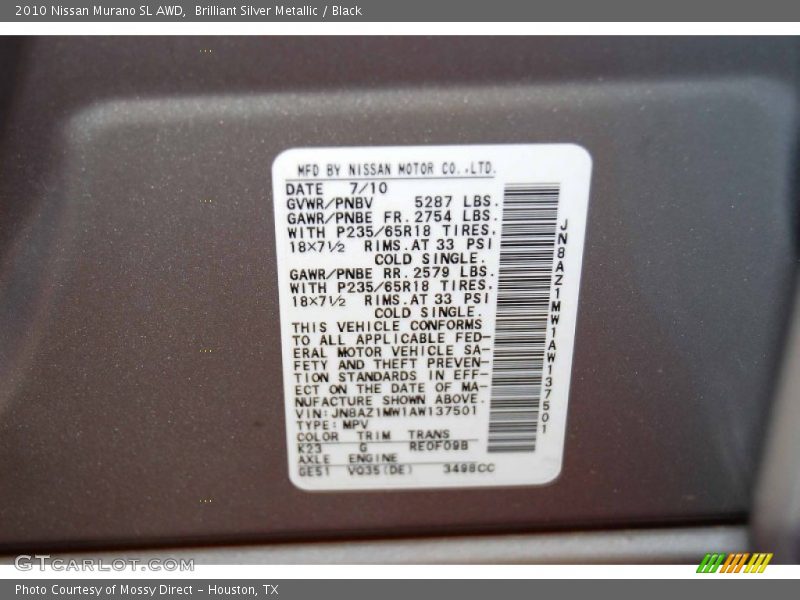 2010 Nissan Murano SL AWD, Brilliant Silver Metallic / Black
MFD BY NISSAN MOTOR CO.,LTD.
DATE 7/10
GVWR/PNBV 5287 LBS.
GAWR/PNBE FR. 2754 LBS.
WITH P235/65R18 TIRES,
18×7½ RIMS.AT 33 PSI
COLD SINGLE.
GAWR/PNBE RR. 2579 LBS.
WITH P235/65R18 TIRES,
18×7½ RIMS.AT 33 PSI
COLD SINGLE.
THIS VEHICLE CONFORMS
TO ALL APPLICABLE FED-
ERAL MOTOR VEHICLE SA-
FETY AND THEFT PREVEN-
TION STANDARDS IN EFF-
ECT ON THE DATE OF MA-
NUFACTURE SHOWN ABOVE.
VIN:JN8AZ1MW1AW137501
TYPE:MPV
COLOR TRIM TRANS
K23 G RE0F09B
AXLE ENGINE
GE51 VQ35(DE) 3498CC
JN8AZ1MW1AW137501
GTCARLOT.COM
Photo Courtesy of Mossy Direct - Houston, TX